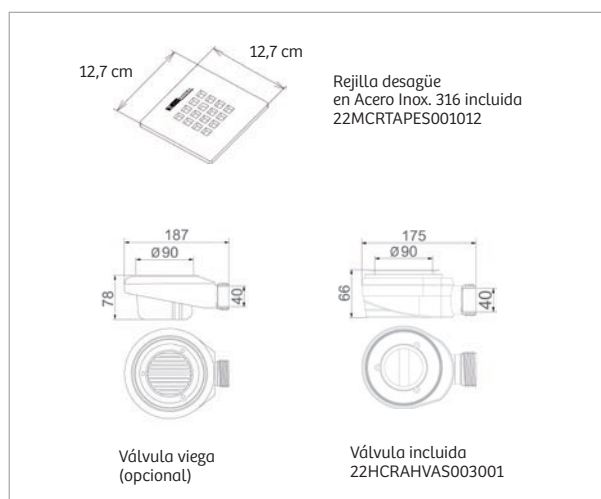 12,7 cm
12,7 cm
Rejilla desagüe
en Acero Inox. 316 incluida
22MCRTAPES001012
187
Ø90
78
40
175
Ø90
66
40
Válvula viega
(opcional)
Válvula incluida
22HCRAHVAS003001